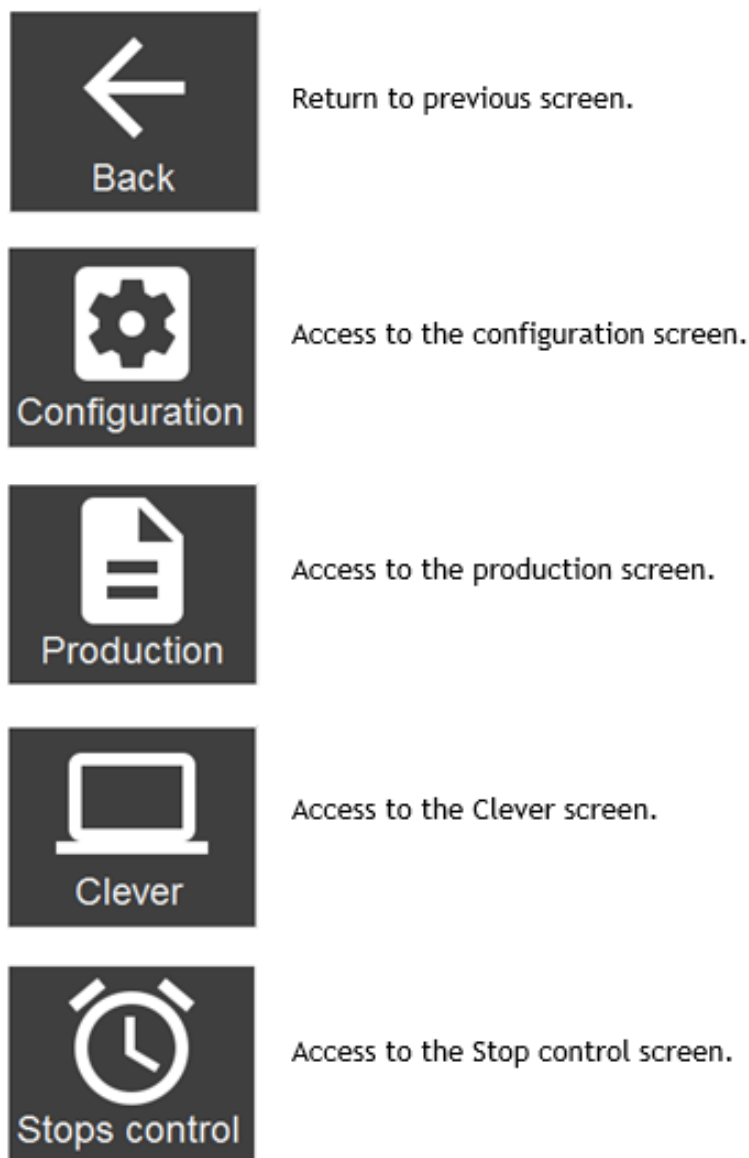 Back
Return to previous screen.
Configuration
Access to the configuration screen.
Production
Access to the production screen.
Clever
Access to the Clever screen.
Stops control
Access to the Stop control screen.